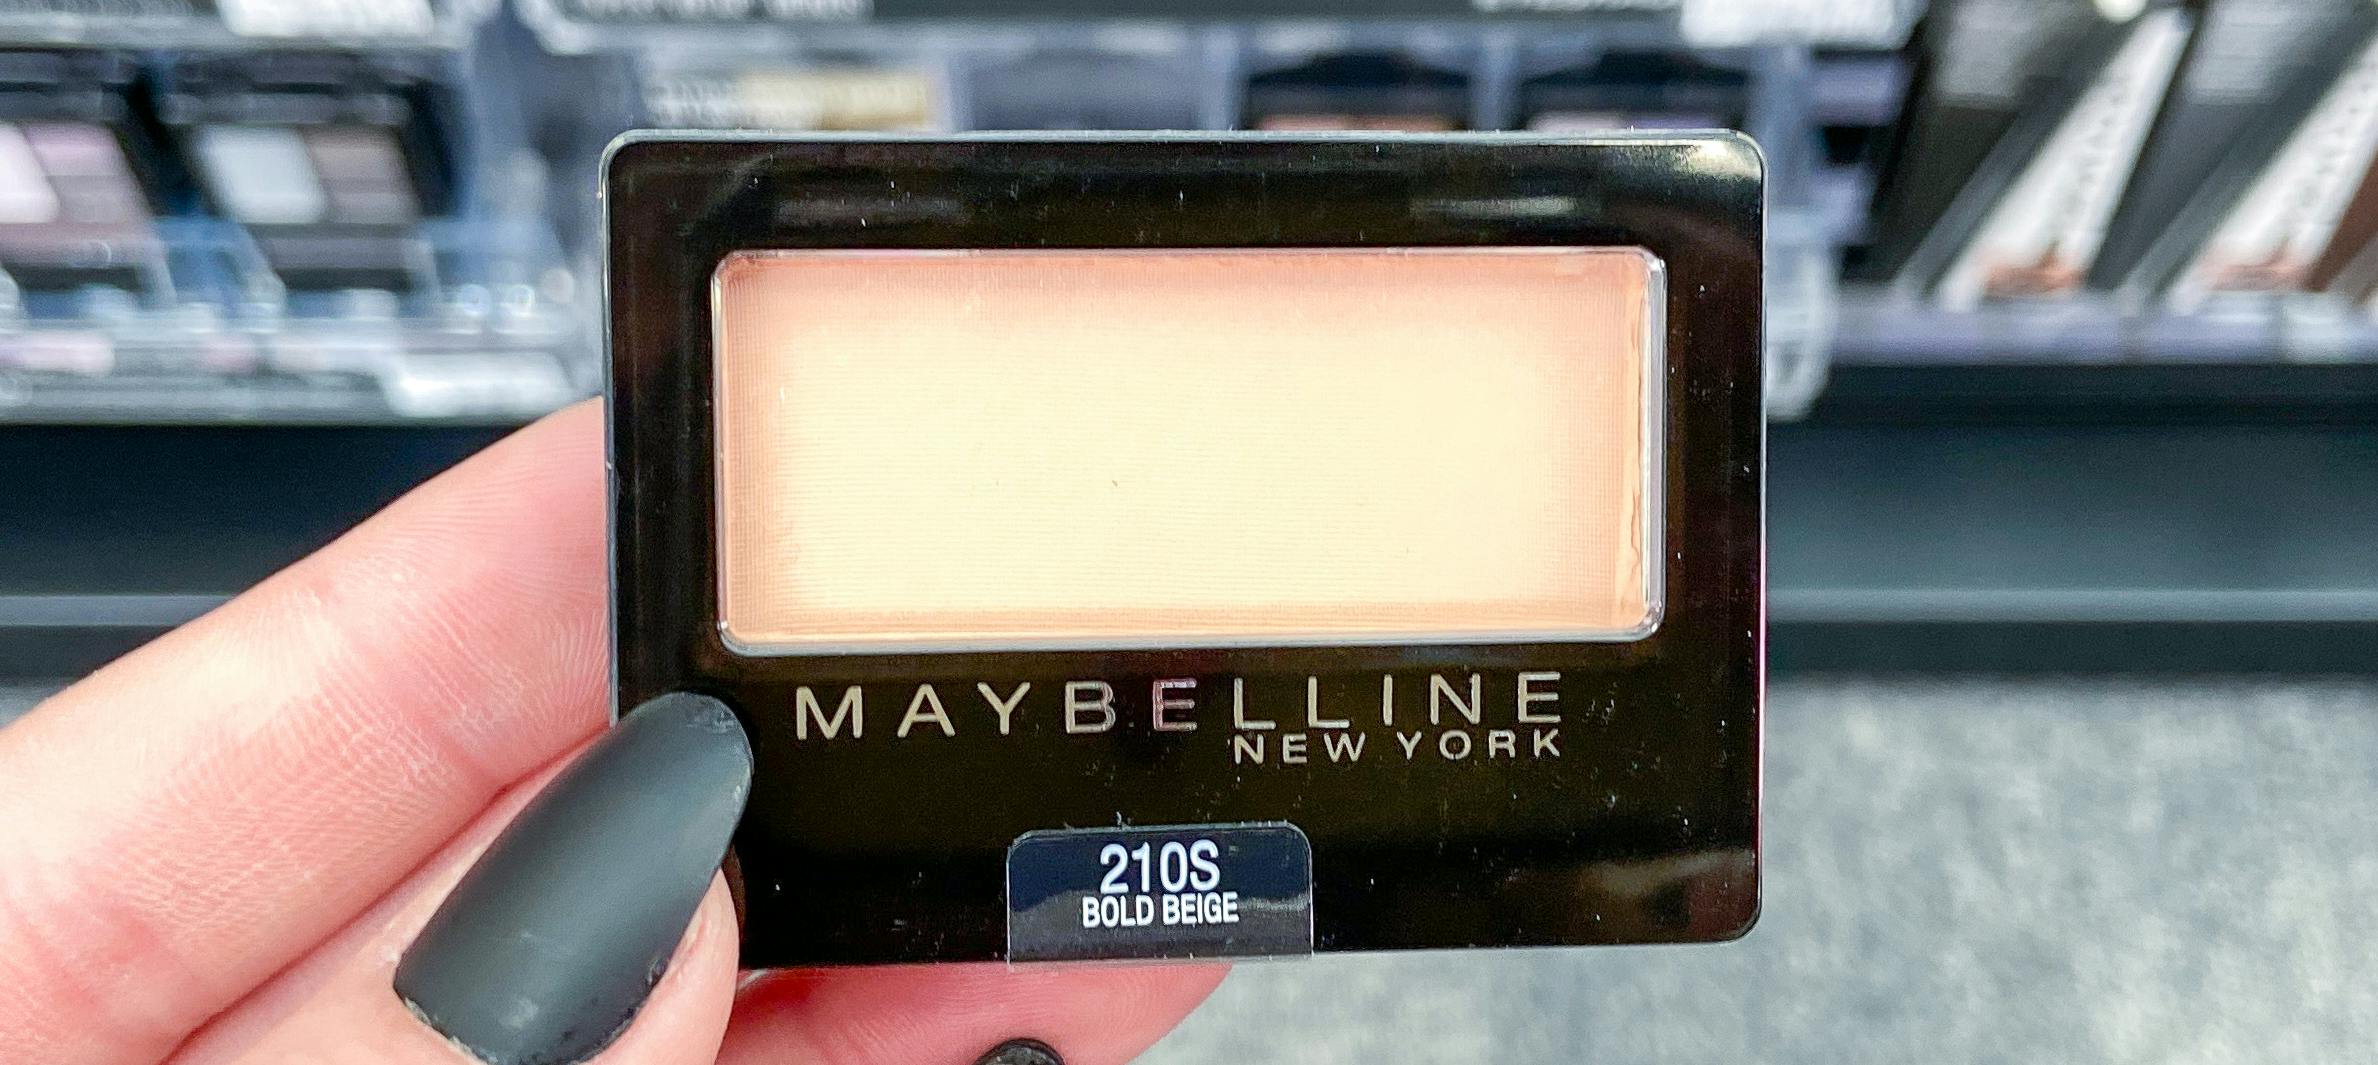 MAYBELLINE
NEW YORK
210S
BOLD BEIGE